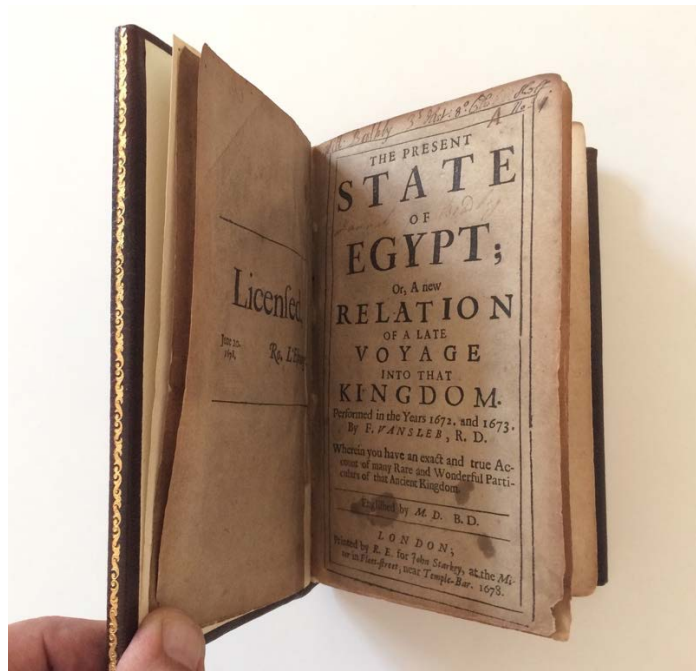 Licenſed,
June 20.
1678.
Ro. L'Eſtra
THE PRESENT
STATE
OF
EGYPT;
Or, A new
RELATION
OF A LATE
VOYAGE
INTO THAT
KINGDOM.
Performed in the Years 1672. and 1673.
By F. VANSLEB, R. D.
Wherein you have an exact and true Ac-
count of many Rare and Wonderful Parti-
culars of that Ancient Kingdom.
Engliſhed by M. D. B. D.
LONDON,
Printed by R. E. for John Starkey, at the Mi-
ter in Fleet-ſtreet, near Temple-Bar. 1678.